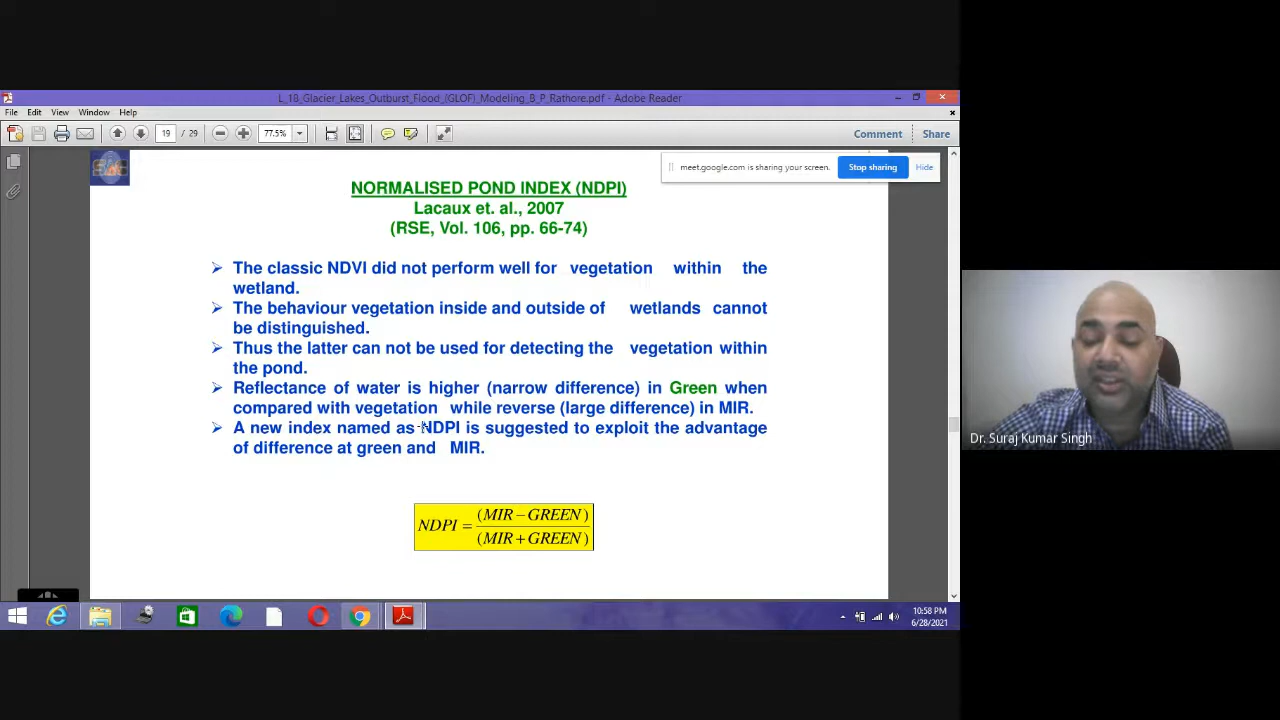 L_18_Glacier_Lakes_Outburst_Flood_(GLOF)_Modeling_B_P_Rathore.pdf - Adobe Reader
File Edit View Window Help
19 / 29 77.5% Comment Share
meet.google.com is sharing your screen. Stop sharing Hide
NORMALISED POND INDEX (NDPI)
Lacaux et. al., 2007
(RSE, Vol. 106, pp. 66-74)
The classic NDVI did not perform well for vegetation within the
wetland.
The behaviour vegetation inside and outside of wetlands cannot
be distinguished.
Thus the latter can not be used for detecting the vegetation within
the pond.
Reflectance of water is higher (narrow difference) in Green when
compared with vegetation while reverse (large difference) in MIR.
A new index named as NDPI is suggested to exploit the advantage
of difference at green and MIR.
NDPI = (MIR − GREEN)
(MIR + GREEN)
Dr. Suraj Kumar Singh
10:58 PM
6/28/2021